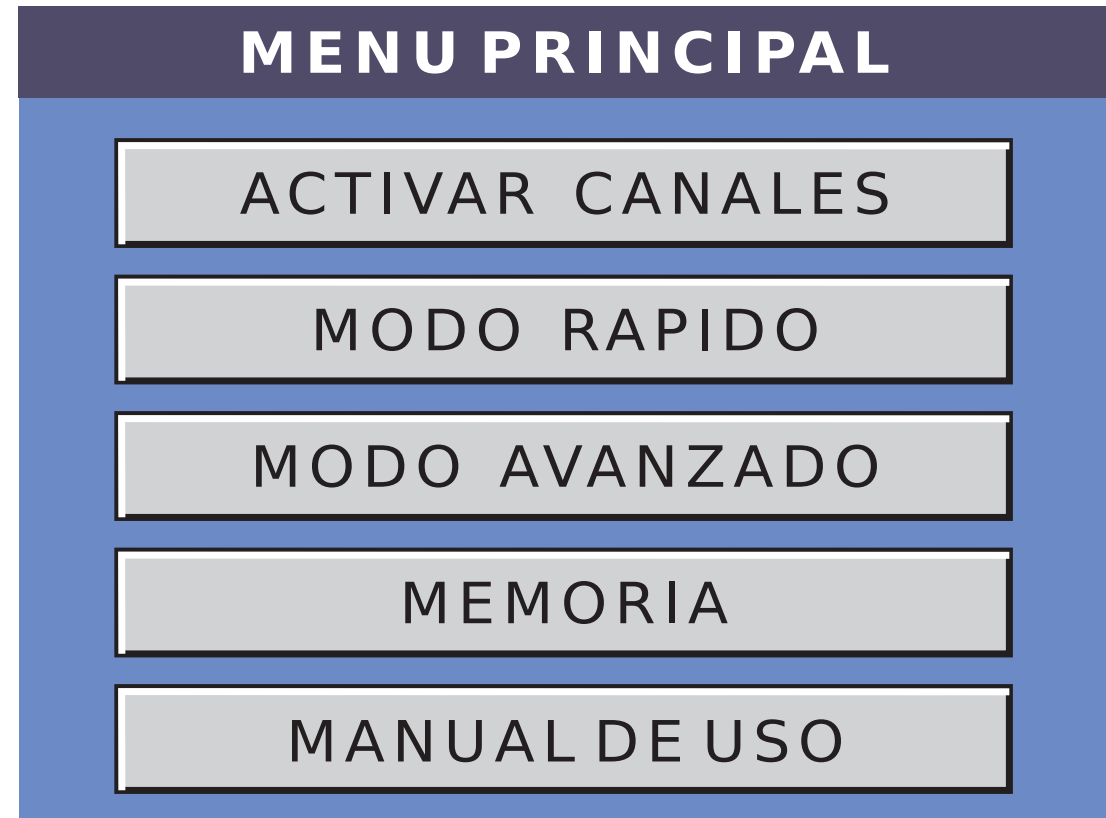 MENU PRINCIPAL
ACTIVAR CANALES
MODO RAPIDO
MODO AVANZADO
MEMORIA
MANUAL DE USO